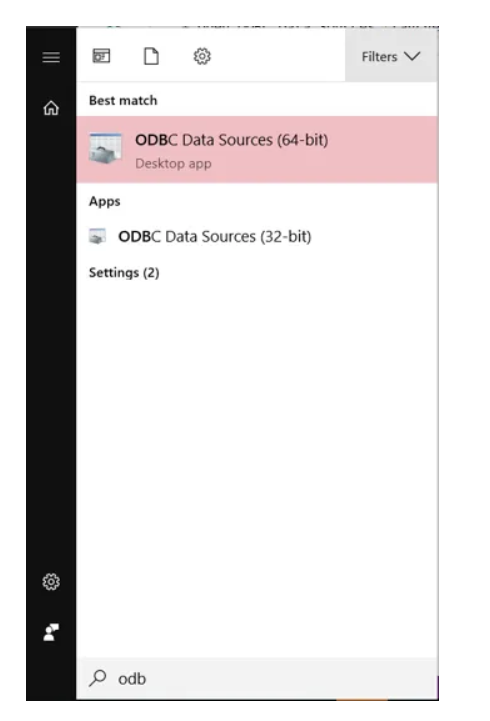 Filters
Best match
ODBC Data Sources (64-bit)
Desktop app
Apps
ODBC Data Sources (32-bit)
Settings (2)
odb